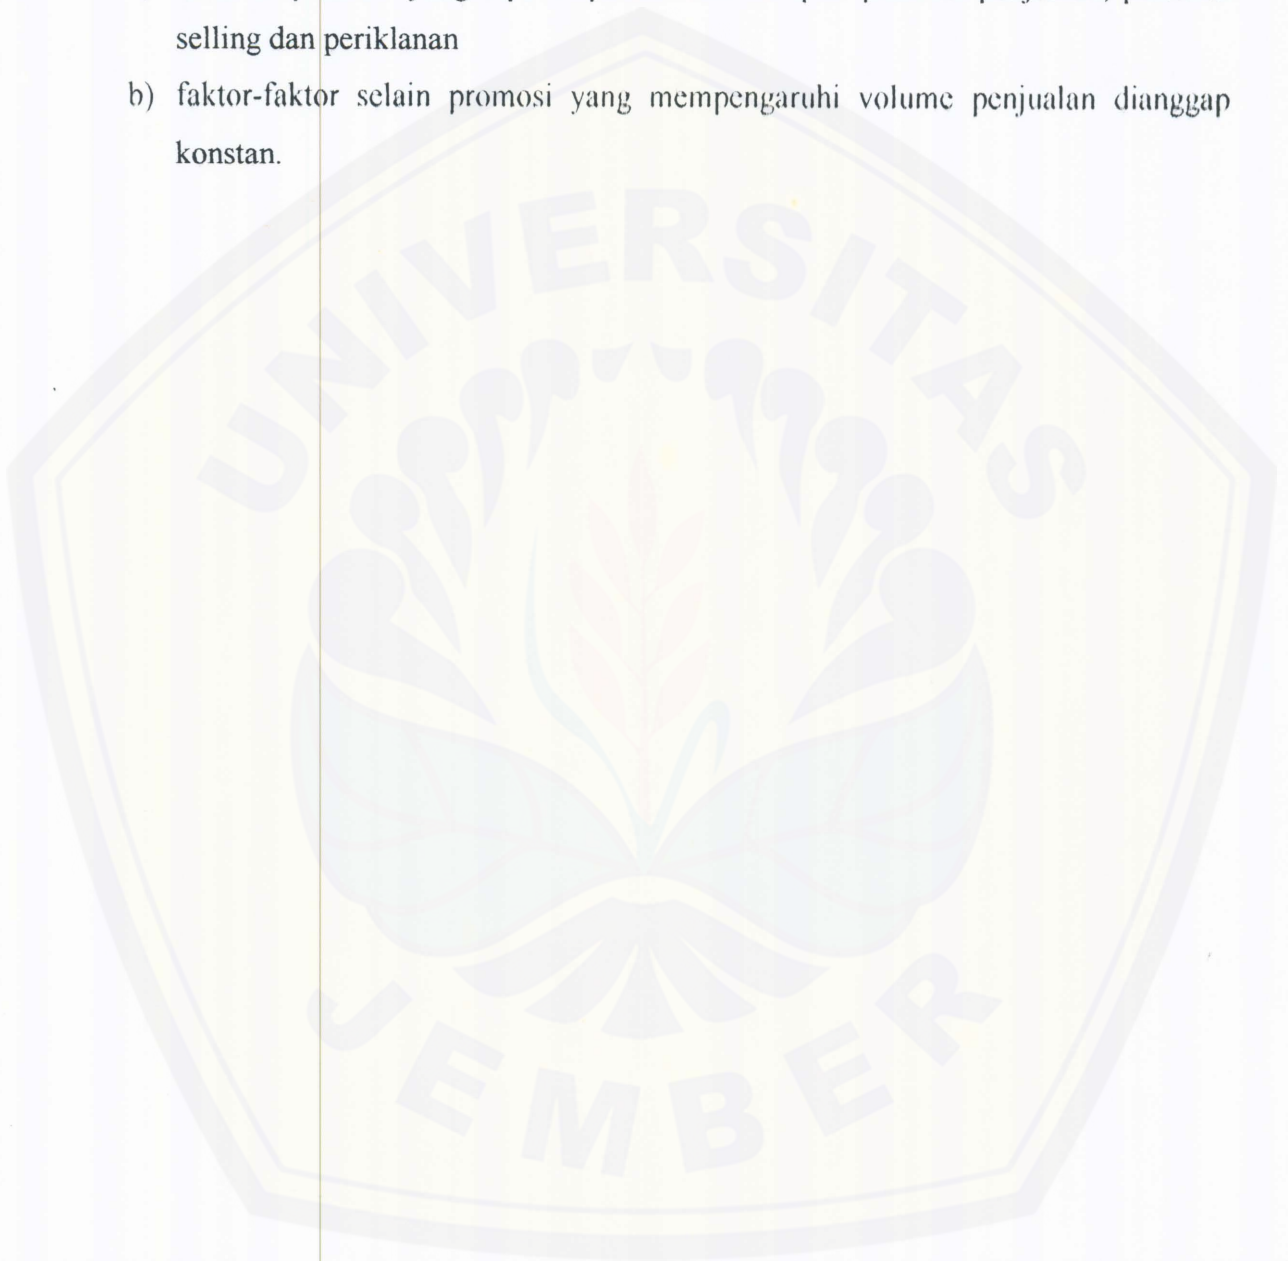 selling dan periklanan
b) faktor-faktor selain promosi yang mempengaruhi volume penjualan dianggap
konstan.
UNIVERSITAS
JEMBER